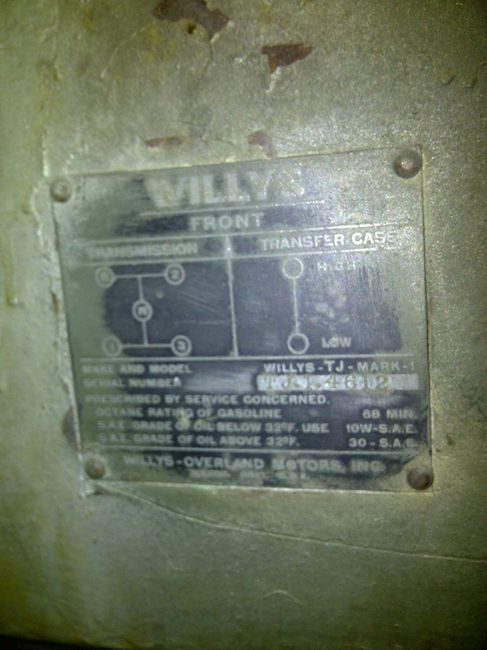 WILLYS
FRONT
TRANSMISSION TRANSFER CASE
R 2 HIGH
N
1 3 LOW
MAKE AND MODEL WILLYS-TJ-MARK-1
SERIAL NUMBER 4612
PRESCRIBED BY SERVICE CONCERNED.
OCTANE RATING OF GASOLINE 68 MIN.
S.A.E. GRADE OF OIL BELOW 32°F. USE 10W-S.A.E.
S.A.E. GRADE OF OIL ABOVE 32°F. 30-S.A.E.
WILLYS-OVERLAND MOTORS, INC.